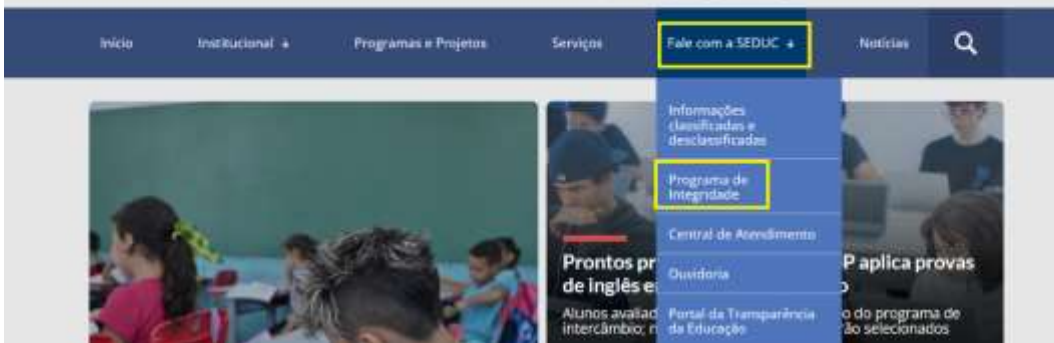 Início
Institucional
Programas e Projetos
Serviços
Fale com a SEDUC
Notícias
Informações
classificadas e
desclassificadas
Programa de
Integridade
Central de Atendimento
Ouvidoria
Portal da Transparência
da Educação
Prontos pr
P aplica provas
de inglês e
o
Alunos avaliad
o do programa de
intercâmbio; n
rão selecionados